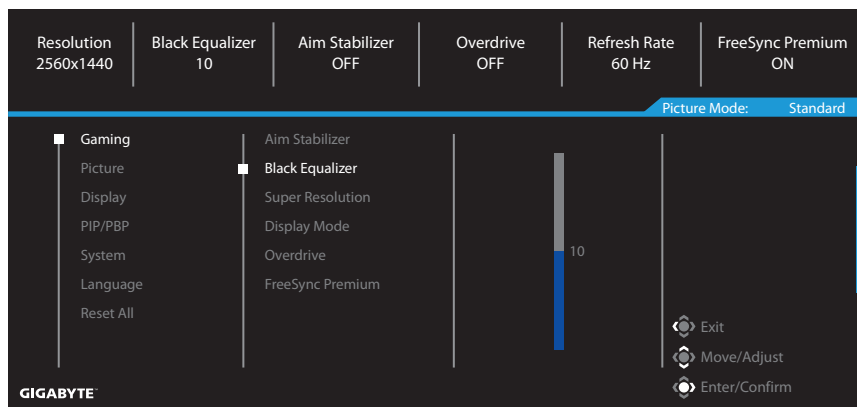 Resolution
2560x1440
Black Equalizer
10
Aim Stabilizer
OFF
Overdrive
OFF
Refresh Rate
60 Hz
FreeSync Premium
ON
Picture Mode: Standard
Gaming
Picture
Display
PIP/PBP
System
Language
Reset All
Aim Stabilizer
Black Equalizer
Super Resolution
Display Mode
Overdrive
FreeSync Premium
10
Exit
Move/Adjust
Enter/Confirm
GIGABYTE™